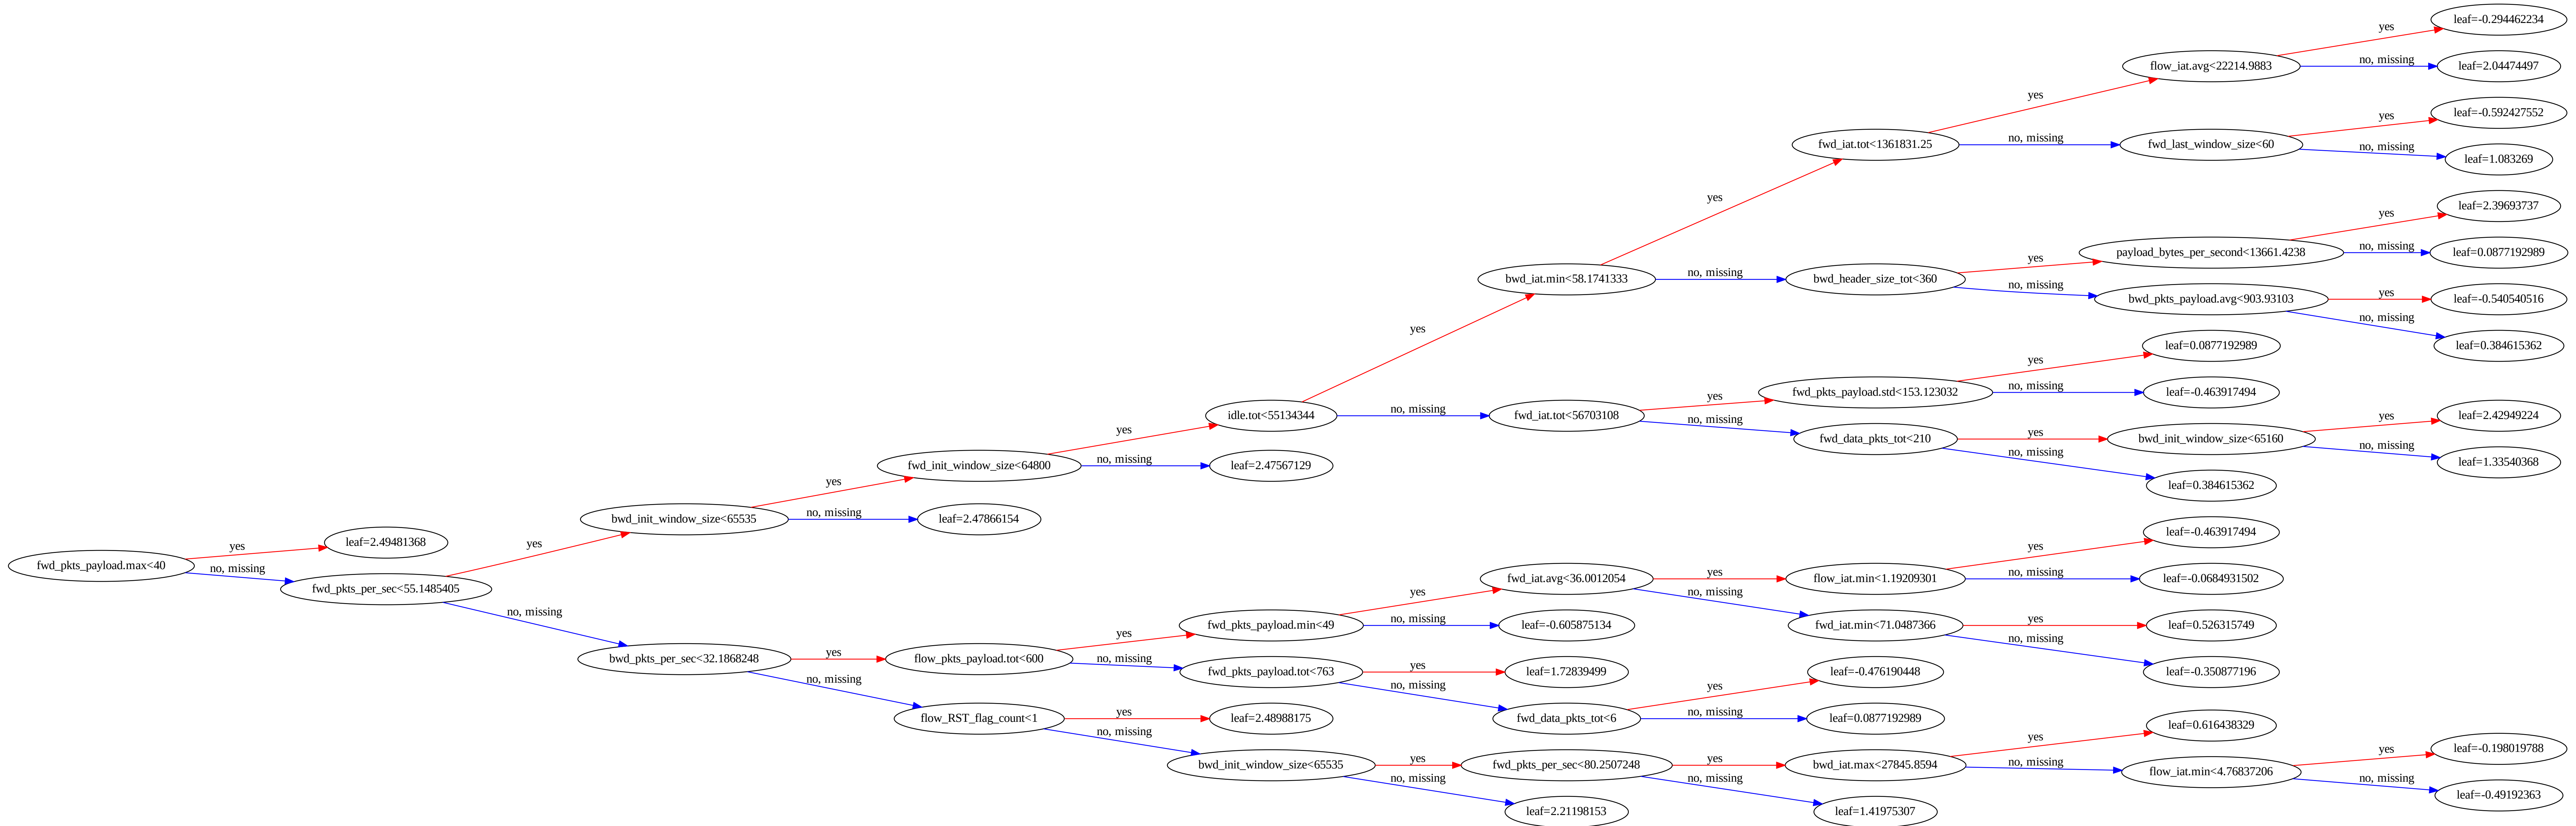 leaf=-0.294462234
yes
flow_iat.avg<22214.9883
no, missing
leaf=2.04474497
yes
leaf=-0.592427552
yes
fwd_iat.tot<1361831.25
no, missing
fwd_last_window_size<60
no, missing
leaf=1.083269
yes
leaf=2.39693737
yes
payload_bytes_per_second<13661.4238
no, missing
leaf=0.0877192989
yes
bwd_iat.min<58.1741333
no, missing
bwd_header_size_tot<360
no, missing
bwd_pkts_payload.avg<903.93103
yes
leaf=-0.540540516
no, missing
leaf=0.384615362
yes
leaf=0.0877192989
yes
fwd_pkts_payload.std<153.123032
no, missing
leaf=-0.463917494
yes
idle.tot<55134344
no, missing
fwd_iat.tot<56703108
no, missing
fwd_data_pkts_tot<210
yes
bwd_init_window_size<65160
yes
leaf=2.42949224
no, missing
leaf=1.33540368
no, missing
leaf=0.384615362
yes
fwd_init_window_size<64800
no, missing
leaf=2.47567129
yes
bwd_init_window_size<65535
no, missing
leaf=2.47866154
yes
leaf=2.49481368
yes
fwd_pkts_payload.max<40
no, missing
fwd_pkts_per_sec<55.1485405
no, missing
leaf=-0.463917494
yes
fwd_iat.avg<36.0012054
yes
flow_iat.min<1.19209301
no, missing
leaf=-0.0684931502
yes
fwd_pkts_payload.min<49
no, missing
leaf=-0.605875134
no, missing
fwd_iat.min<71.0487366
yes
leaf=0.526315749
no, missing
leaf=-0.350877196
yes
bwd_pkts_per_sec<32.1868248
yes
flow_pkts_payload.tot<600
no, missing
fwd_pkts_payload.tot<763
yes
leaf=1.72839499
no, missing
fwd_data_pkts_tot<6
yes
leaf=-0.476190448
no, missing
leaf=0.0877192989
no, missing
flow_RST_flag_count<1
yes
leaf=2.48988175
no, missing
bwd_init_window_size<65535
yes
fwd_pkts_per_sec<80.2507248
yes
bwd_iat.max<27845.8594
yes
leaf=0.616438329
no, missing
flow_iat.min<4.76837206
yes
leaf=-0.198019788
no, missing
leaf=-0.49192363
no, missing
leaf=1.41975307
no, missing
leaf=2.21198153